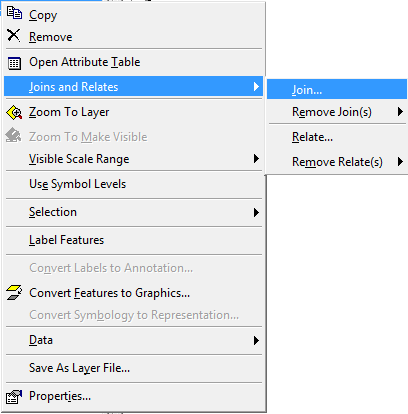 Copy
Remove
Open Attribute Table
Joins and Relates
Zoom To Layer
Zoom To Make Visible
Visible Scale Range
Use Symbol Levels
Selection
Label Features
Convert Labels to Annotation...
Convert Features to Graphics...
Convert Symbology to Representation...
Data
Save As Layer File...
Properties...
Join...
Remove Join(s)
Relate...
Remove Relate(s)